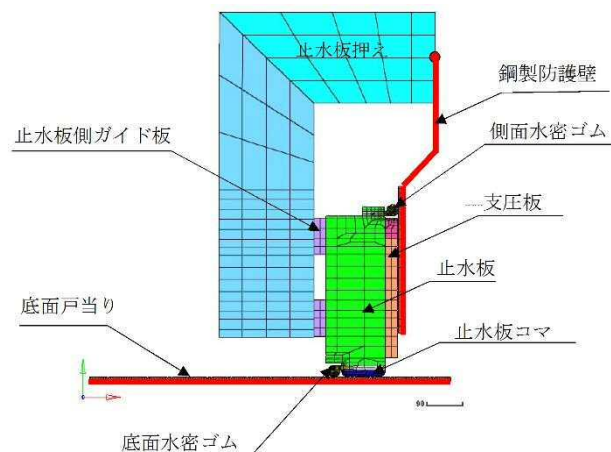 止水板押え
鋼製防護壁
側面水密ゴム
止水板側ガイド板
支圧板
止水板
底面戸当り
止水板コマ
底面水密ゴム